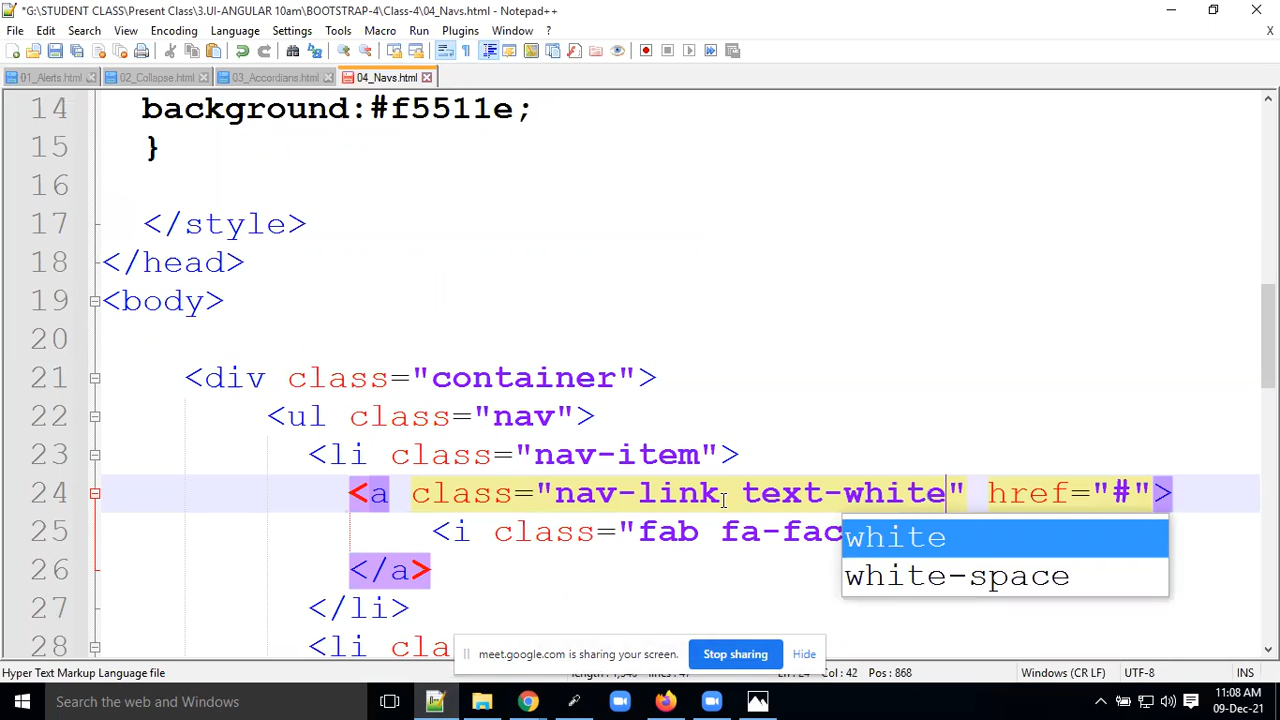 *G:\STUDENT CLASS\Present Class\3.UI-ANGULAR 10am\BOOTSTRAP-4\Class-4\04_Navs.html - Notepad++
File Edit Search View Encoding Language Settings Tools Macro Run Plugins Window ?
01_Alerts.html 02_Collapse.html 03_Accordians.html 04_Navs.html
14 background:#f5511e;
15 }
16
17 </style>
18 </head>
19 <body>
20
21 <div class="container">
22 <ul class="nav">
23 <li class="nav-item">
24 <a class="nav-link text-white" href="#">
25 <i class="fab fa-fac
white
white-space
26 </a>
27 </li>
28 <li
meet.google.com is sharing your screen. Stop sharing Hide
Hyper Text Markup Language file Ln : 24 Col : 42 Pos : 868 Windows (CR LF) UTF-8 INS
Search the web and Windows
11:08 AM
09-Dec-21